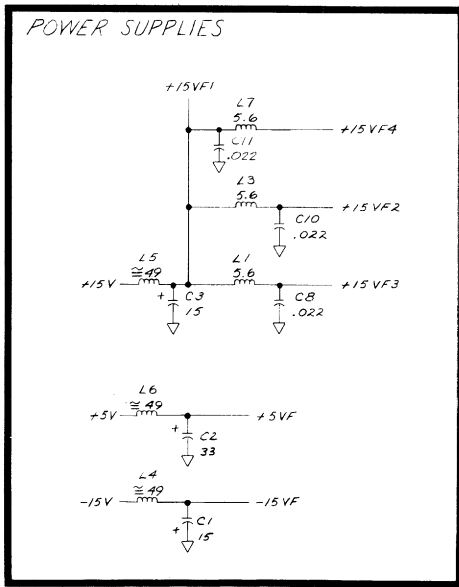 POWER SUPPLIES
+15VF1
L7
5.6
+15VF4
C11
.022
L3
5.6
+15VF2
C10
.022
L5
≅49
L1
5.6
+15V
+
C3
15
+15VF3
C8
.022
L6
≅49
+5V
+5VF
+
C2
33
L4
≅49
-15V
-15VF
C1
+
15